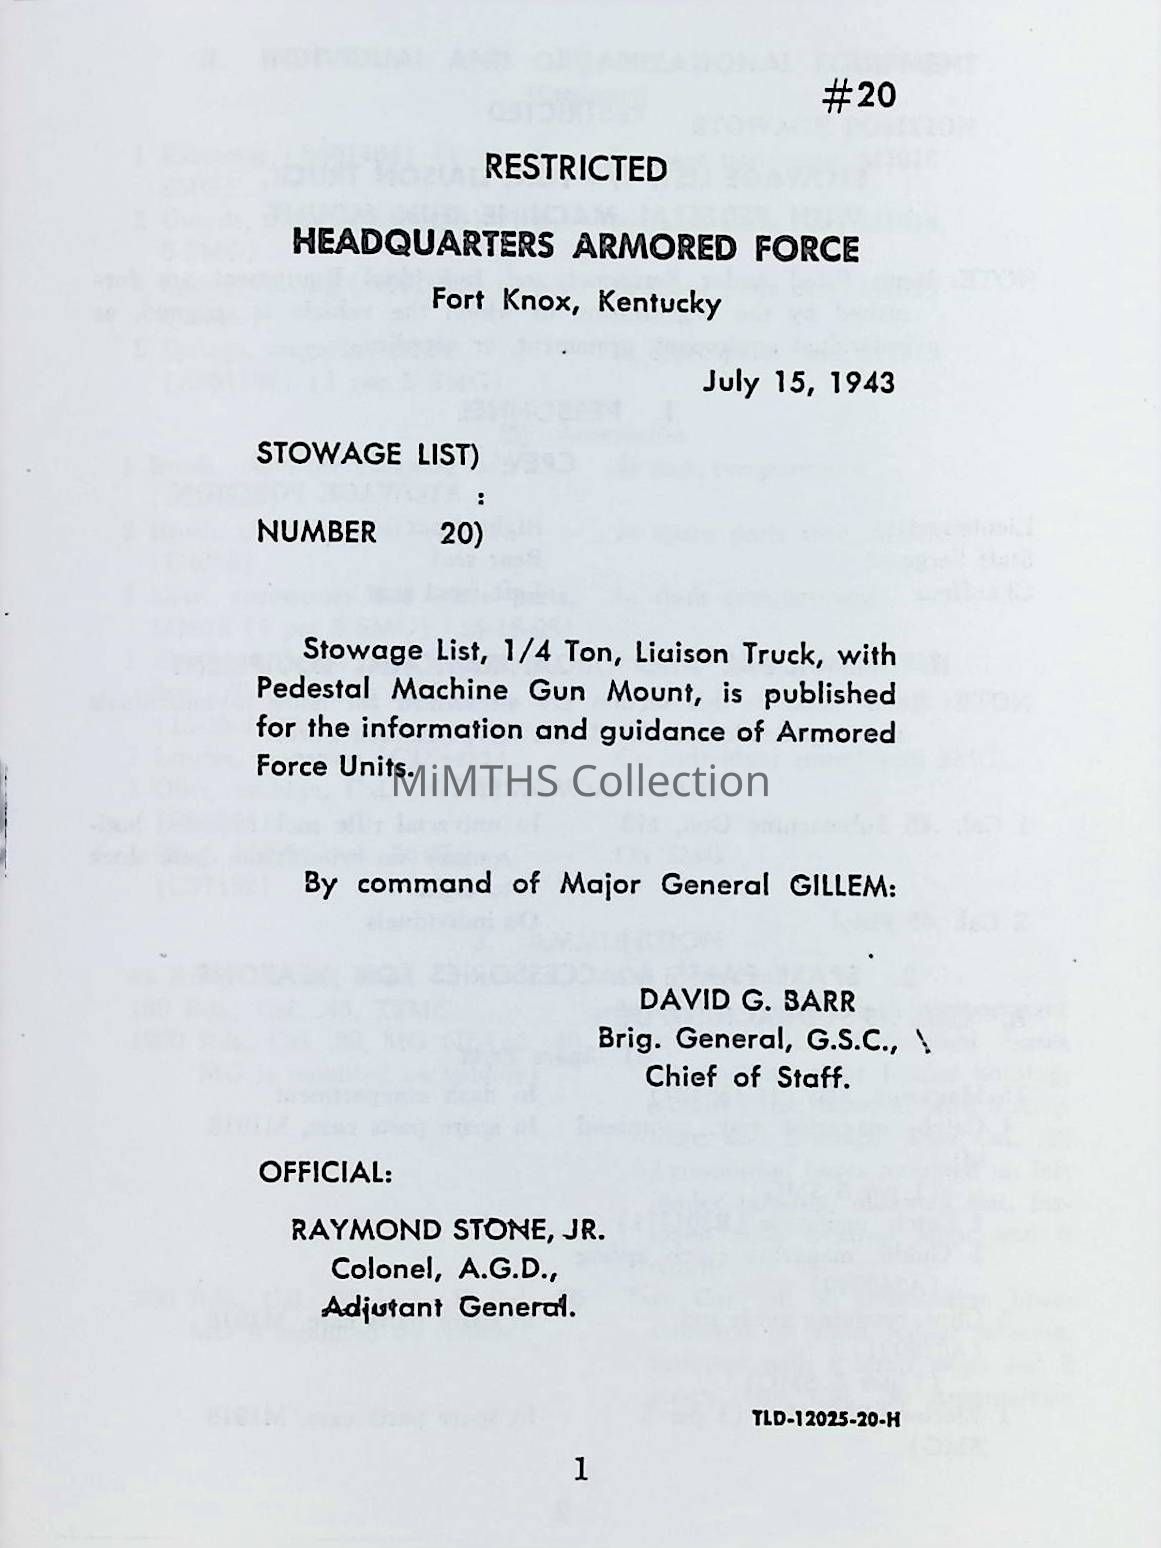 #20
RESTRICTED
HEADQUARTERS ARMORED FORCE
Fort Knox, Kentucky
July 15, 1943
STOWAGE LIST)
:
NUMBER 20)
Stowage List, 1/4 Ton, Liaison Truck, with
Pedestal Machine Gun Mount, is published
for the information and guidance of Armored
Force Units.
MiMTHS Collection
By command of Major General GILLEM:
DAVID G. BARR
Brig. General, G.S.C.,
Chief of Staff.
OFFICIAL:
RAYMOND STONE, JR.
Colonel, A.G.D.,
Adjutant General.
TLD-12025-20-H
1